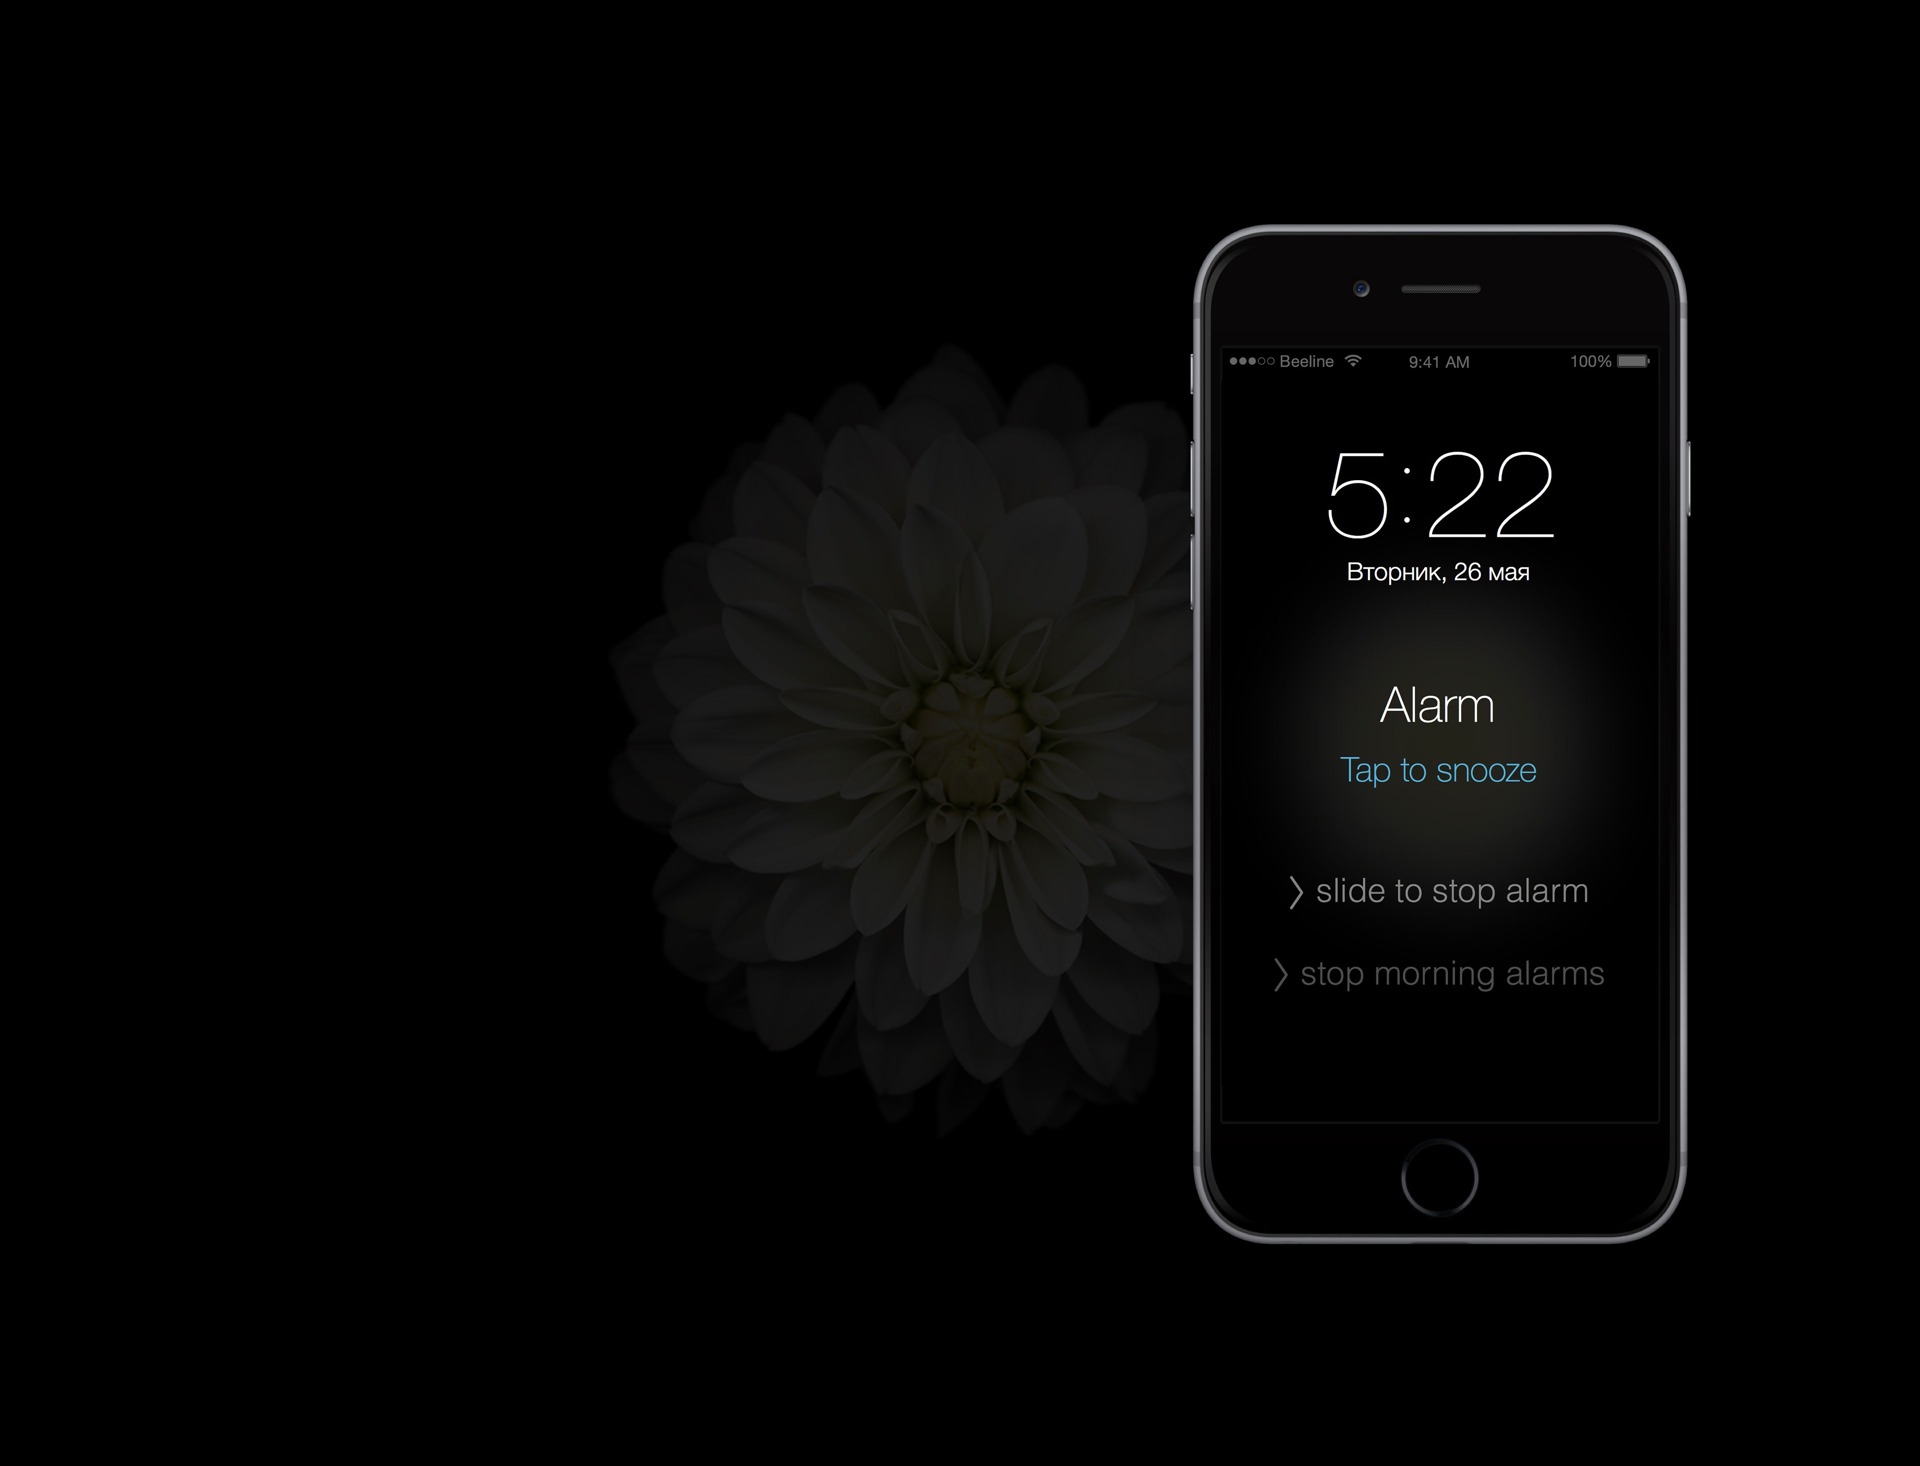 Beeline 9:41 AM 100%
5:22
Вторник, 26 мая
Alarm
Tap to snooze
slide to stop alarm
stop morning alarms